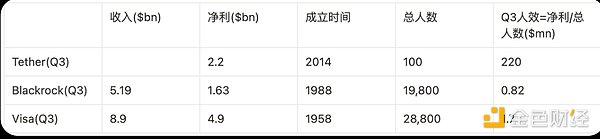 收入($bn) 净利($bn) 成立时间 总人数 Q3人效=净利/总
人数($mn)
Tether(Q3) 2.2 2014 100 220
Blackrock(Q3) 5.19 1.63 1988 19,800 0.82
Visa(Q3) 8.9 4.9 1958 28,800
金色财经